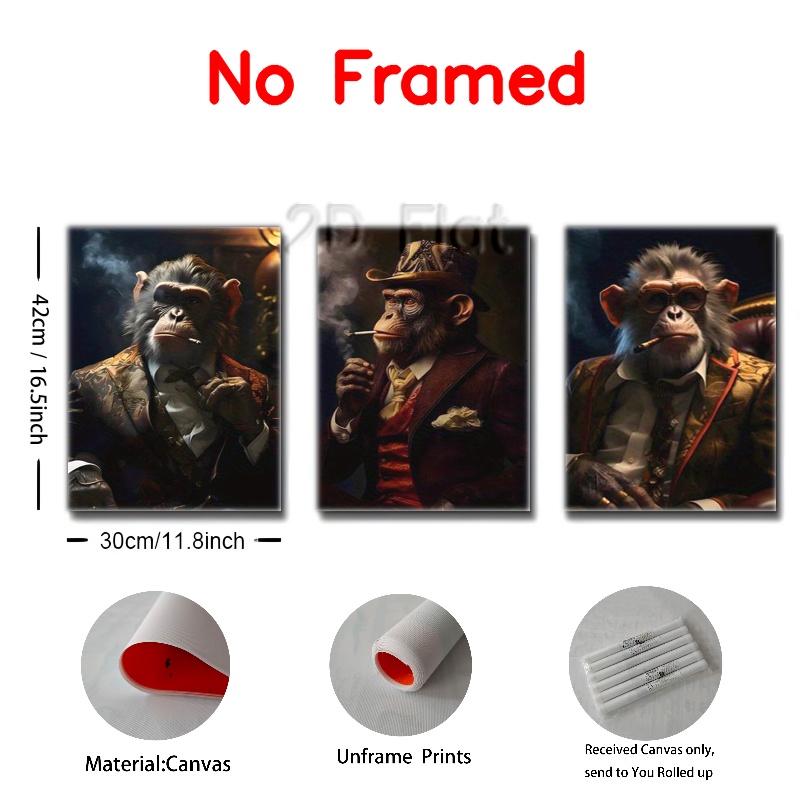 No Framed
2D Flat
42cm / 16.5inch
30cm/11.8inch
Material:Canvas
Unframe Prints
Received Canvas only,
send to You Rolled up